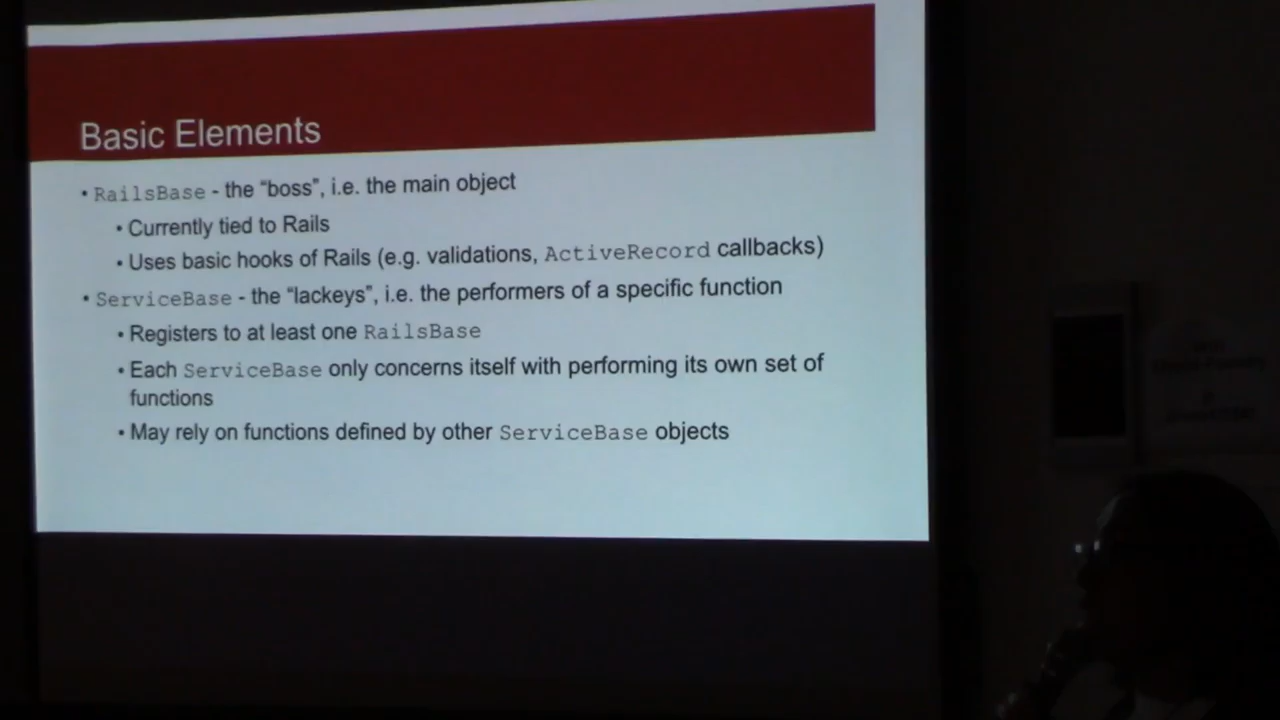 Basic Elements
• RailsBase - the “boss”, i.e. the main object
• Currently tied to Rails
• Uses basic hooks of Rails (e.g. validations, ActiveRecord callbacks)
• ServiceBase - the “lackeys”, i.e. the performers of a specific function
• Registers to at least one RailsBase
• Each ServiceBase only concerns itself with performing its own set of
functions
• May rely on functions defined by other ServiceBase objects